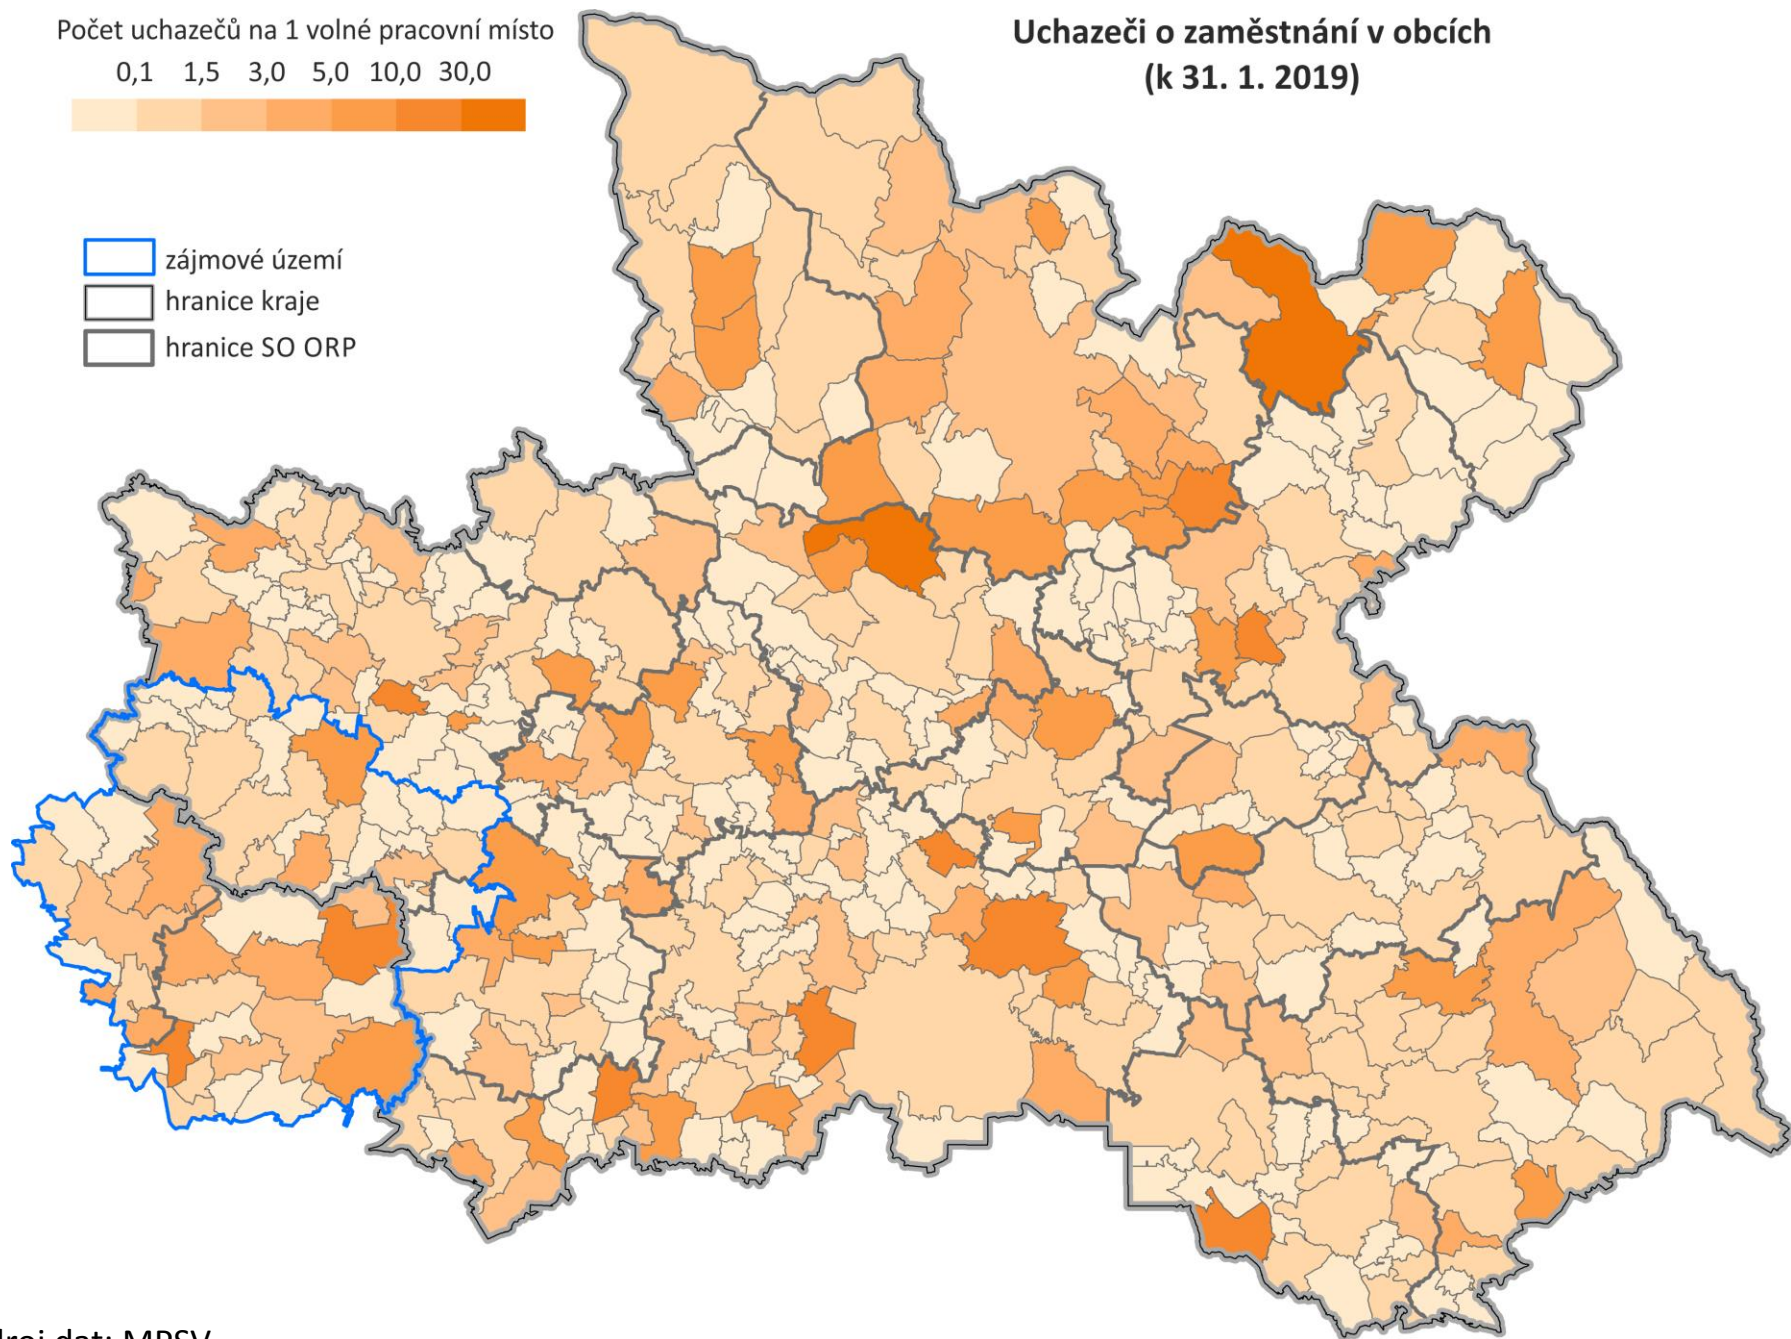 Počet uchazečů na 1 volné pracovní místo
0,1 1,5 3,0 5,0 10,0 30,0
Uchazeči o zaměstnání v obcích
(k 31. 1. 2019)
zájmové území
hranice kraje
hranice SO ORP
dat: MPSV